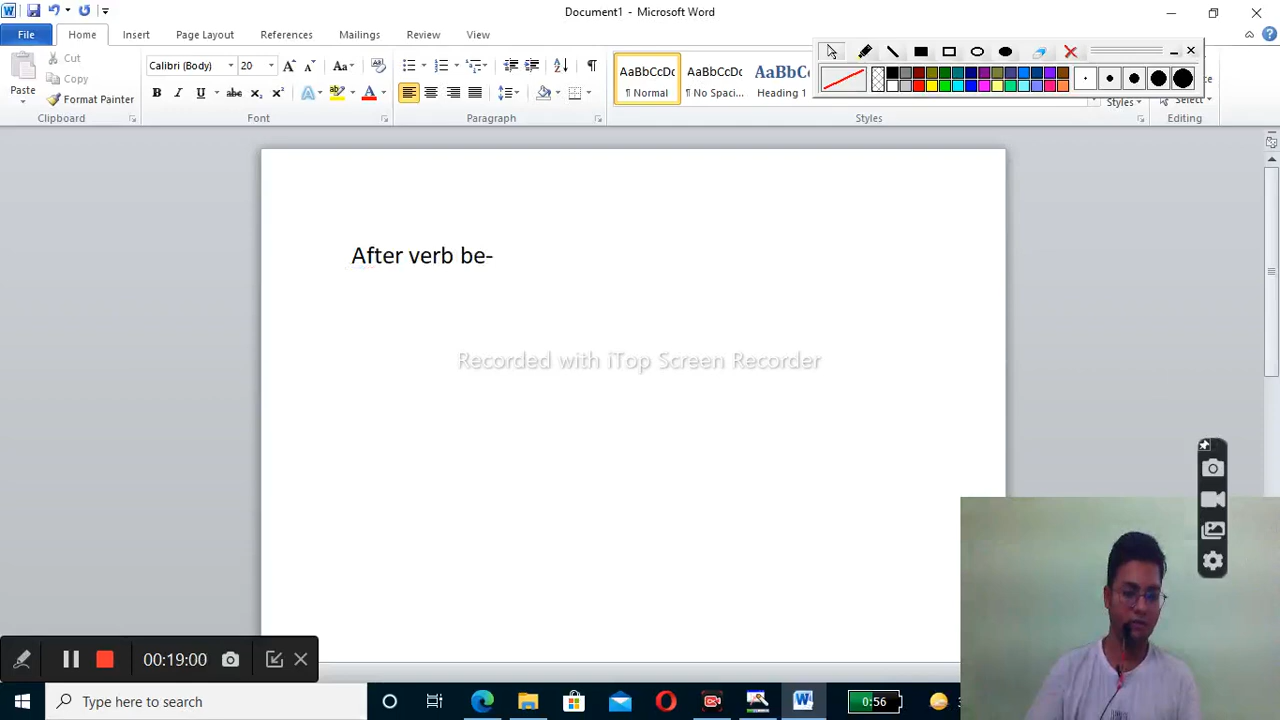 Document1 - Microsoft Word
File Home Insert Page Layout References Mailings Review View
Cut
Copy
Paste
Format Painter
Calibri (Body) 20
AaBbCcDc AaBbCcDc AaBbC
¶ Normal ¶ No Spaci... Heading 1
Styles
Select
Clipboard Font Paragraph Styles Editing
After verb be-
Recorded with iTop Screen Recorder
00:19:00
Type here to search
0:56